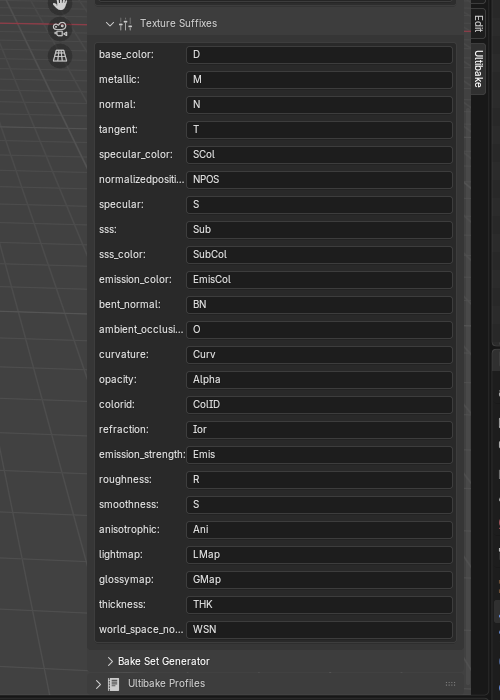 Texture Suffixes
base_color: D
metallic: M
normal: N
tangent: T
specular_color: SCol
normalizedpositi... NPOS
specular: S
sss: Sub
sss_color: SubCol
emission_color: EmisCol
bent_normal: BN
ambient_occlusi... O
curvature: Curv
opacity: Alpha
colorid: ColID
refraction: Ior
emission_strength: Emis
roughness: R
smoothness: S
anisotrophic: Ani
lightmap: LMap
glossymap: GMap
thickness: THK
world_space_no... WSN
Bake Set Generator
Ultibake Profiles
Edit
Ultibake